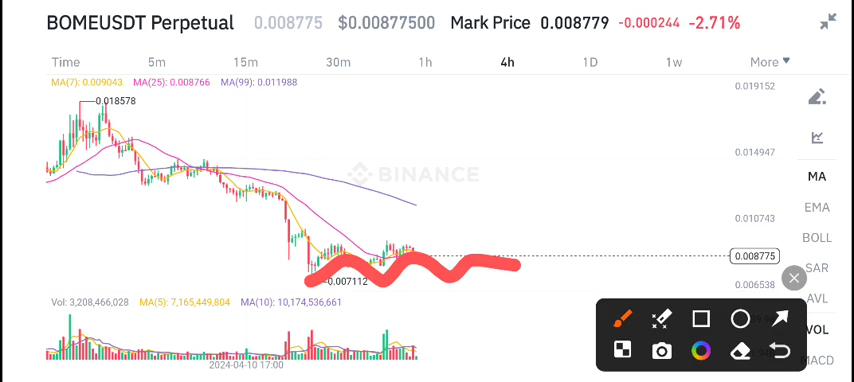 BOMEUSDT Perpetual 0.008775 $0.00877500 Mark Price 0.008779 -0.000244 -2.71%
Time 5m 15m 30m 1h 4h 1D 1w More
MA(7): 0.009043 MA(25): 0.008766 MA(99): 0.011988
0.019152
0.018578
0.014947
BINANCE
MA
EMA
0.010743
BOLL
0.008775
SAR
0.007112
0.006538
AVL
Vol: 3,208,466,028 MA(5): 7,165,449,804 MA(10): 10,174,536,661
VOL
MACD
2024-04-10 17:00